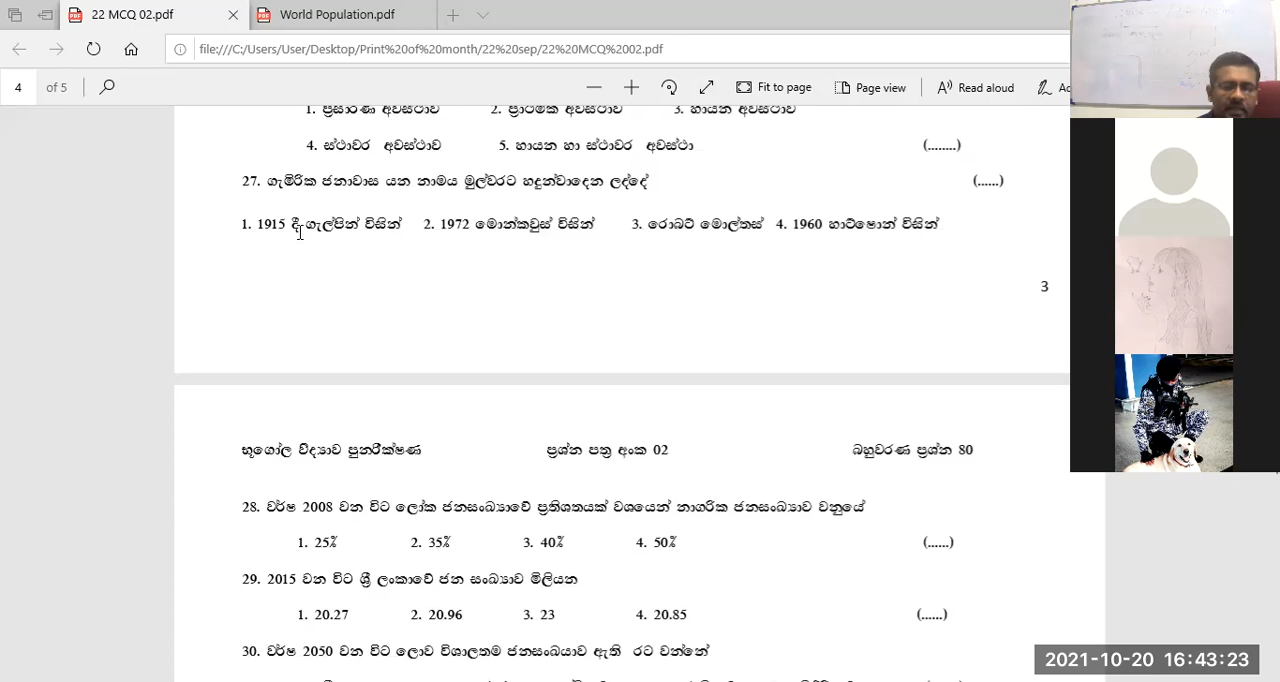 22 MCQ 02.pdf
World Population.pdf
file:///C:/Users/User/Desktop/Print%20of%20month/22%20sep/22%20MCQ%2002.pdf
4 of 5
Fit to page
Page view
Read aloud
1. ප්‍රසාරණ අවස්ථාව 2. ප්‍රාථමික අවස්ථාව 3. හායන අවස්ථාව
4. ස්ථාවර අවස්ථාව 5. හායන හා ස්ථාවර අවස්ථා (........)
27. ගැමිරික ජනාවාස යන නාමය මුල්වරට හඳුන්වාදෙන ලද්දේ (......)
1. 1915 දී ගැල්පින් විසින් 2. 1972 මොන්කවුස් විසින් 3. රොබට් මොල්තස් 4. 1960 හාට්ෂොන් විසින්
3
භූගෝල විද්‍යාව පුනරීක්ෂණ ප්‍රශ්න පත්‍ර අංක 02 බහුවරණ ප්‍රශ්න 80
28. වර්ෂ 2008 වන විට ලෝක ජනසංඛ්‍යාවේ ප්‍රතිශතයක් වශයෙන් නාගරික ජනසංඛ්‍යාව වනුයේ
1. 25% 2. 35% 3. 40% 4. 50% (......)
29. 2015 වන විට ශ්‍රී ලංකාවේ ජන සංඛ්‍යාව මිලියන
1. 20.27 2. 20.96 3. 23 4. 20.85 (......)
30. වර්ෂ 2050 වන විට ලොව විශාලතම ජනසංඛ්‍යාව ඇති රට වන්නේ
2021-10-20 16:43:23